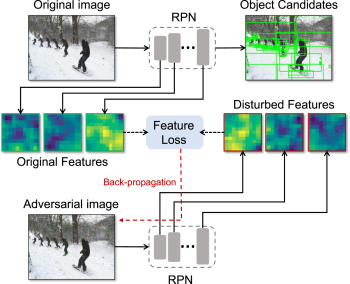 Original image
RPN
Object Candidates
Original Features
Feature
Loss
Disturbed Features
Back-propagation
Adversarial image
RPN